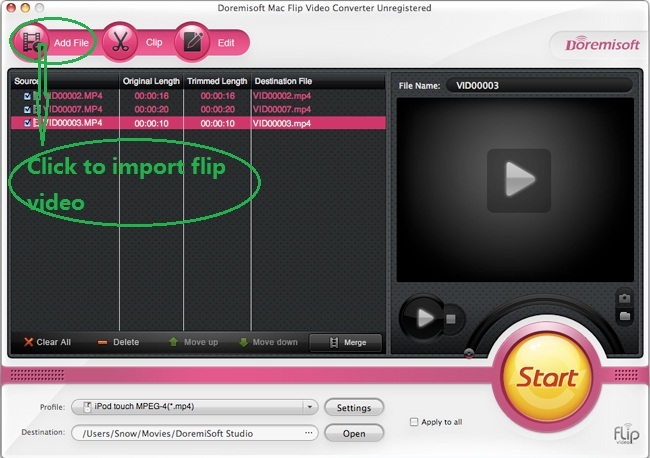 Doremisoft Mac Flip Video Converter Unregistered
Add File
Clip
Edit
Doremisoft
Source Original Length Trimmed Length Destination File
VID00002.MP4 00:00:16 00:00:16 VID00002.mp4
VID00007.MP4 00:00:20 00:00:20 VID00007.mp4
VID00003.MP4 00:00:10 00:00:10 VID00003.mp4
Click to import flip
video
File Name: VID00003
Clear All
Delete
Move up
Move down
Merge
Start
Profile: iPod touch MPEG-4(*.mp4) Settings
Apply to all
Destination: /Users/Snow/Movies/DoremiSoft Studio ... Open
flip
video